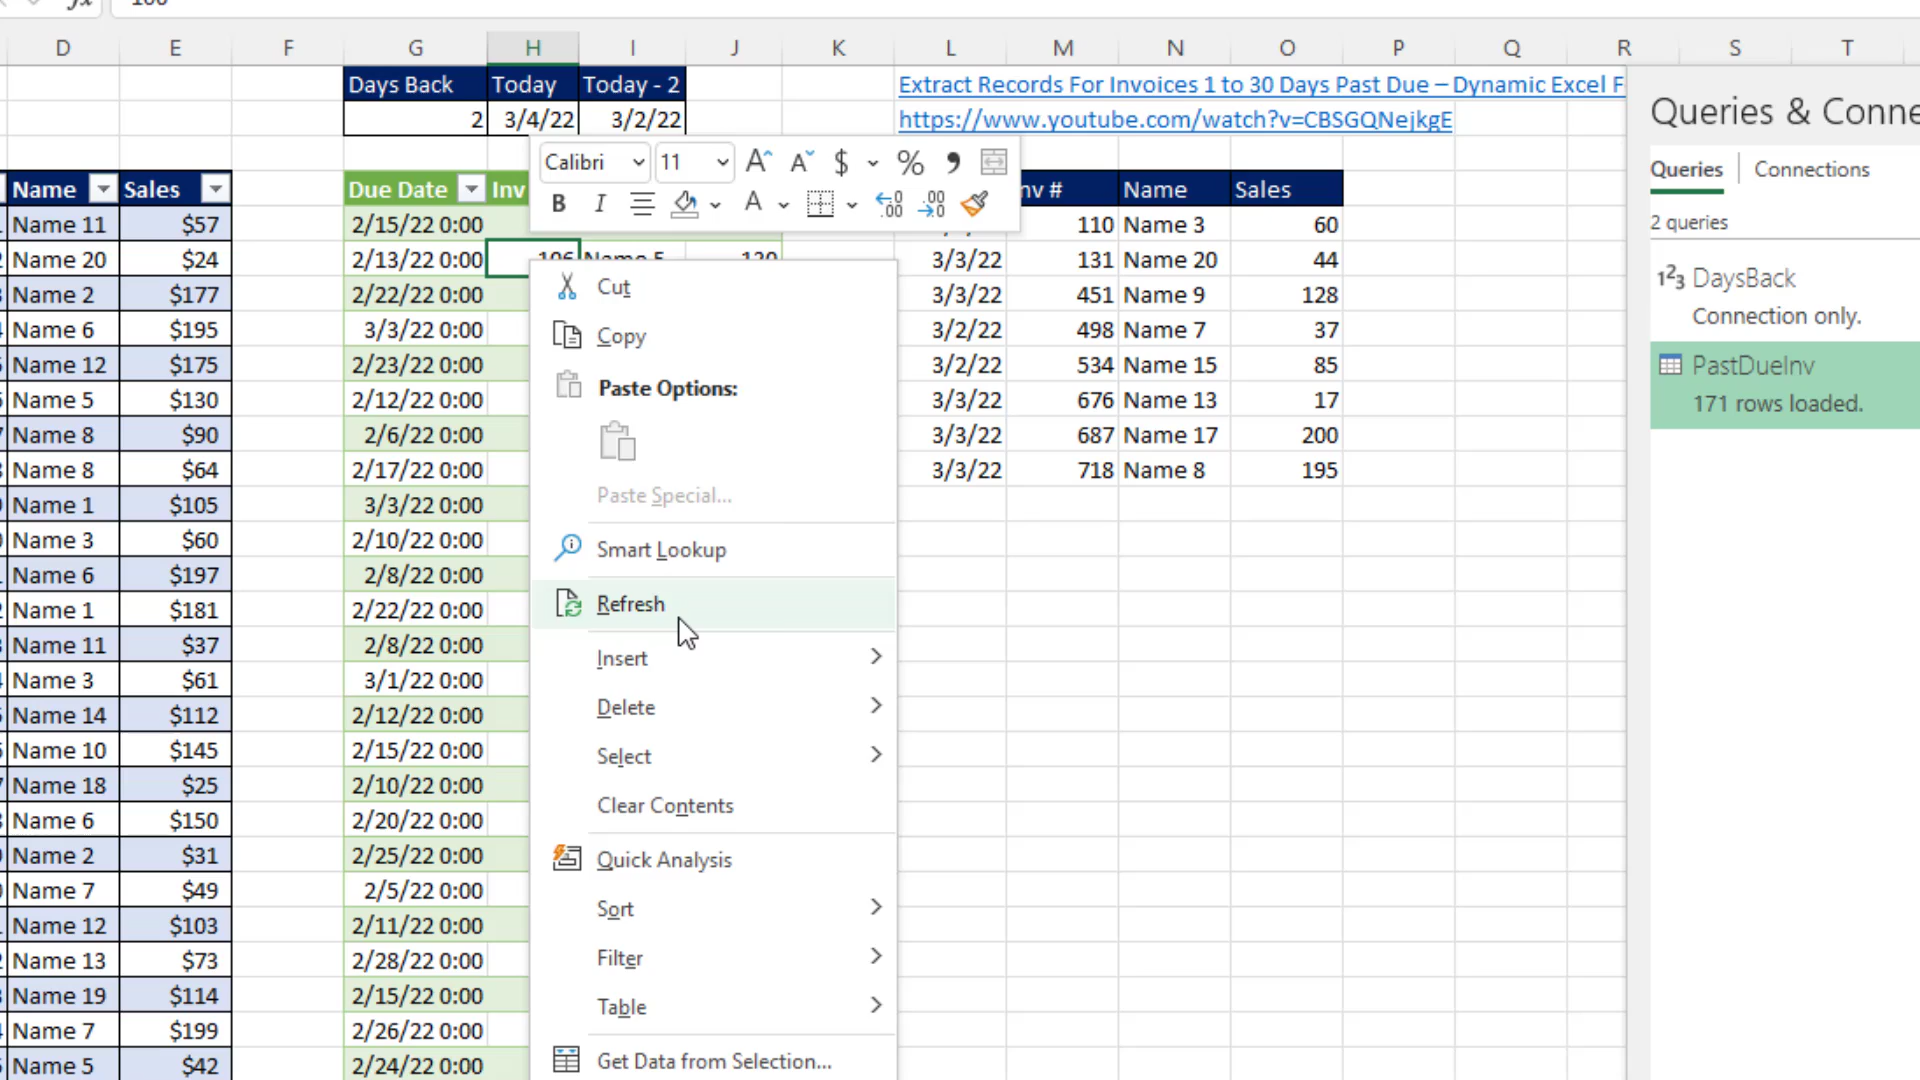 D E F G H I J K L M N O P Q R S T
Days Back Today Today - 2 Extract Records For Invoices 1 to 30 Days Past Due – Dynamic Excel F
2 3/4/22 3/2/22 https://www.youtube.com/watch?v=CBSGQNejkgE
Queries & Conne
Queries Connections
2 queries
DaysBack
Connection only.
PastDueInv
171 rows loaded.
Calibri 11 A A $ % 9
B I A .00 .00
Name Sales Due Date Inv nv # Name Sales
Name 11 $57 2/15/22 0:00 110 Name 3 60
Name 20 $24 2/13/22 0:00 106 Name 5 130 3/3/22 131 Name 20 44
Name 2 $177 2/22/22 0:00 3/3/22 451 Name 9 128
Name 6 $195 3/3/22 0:00 3/2/22 498 Name 7 37
Name 12 $175 2/23/22 0:00 3/2/22 534 Name 15 85
Name 5 $130 2/12/22 0:00 3/3/22 676 Name 13 17
Name 8 $90 2/6/22 0:00 3/3/22 687 Name 17 200
Name 8 $64 2/17/22 0:00 3/3/22 718 Name 8 195
Name 1 $105 3/3/22 0:00
Name 3 $60 2/10/22 0:00
Name 6 $197 2/8/22 0:00
Name 1 $181 2/22/22 0:00
Name 11 $37 2/8/22 0:00
Name 3 $61 3/1/22 0:00
Name 14 $112 2/12/22 0:00
Name 10 $145 2/15/22 0:00
Name 18 $25 2/10/22 0:00
Name 6 $150 2/20/22 0:00
Name 2 $31 2/25/22 0:00
Name 7 $49 2/5/22 0:00
Name 12 $103 2/11/22 0:00
Name 13 $73 2/28/22 0:00
Name 19 $114 2/15/22 0:00
Name 7 $199 2/26/22 0:00
Name 5 $42 2/24/22 0:00
Cut
Copy
Paste Options:
Paste Special...
Smart Lookup
Refresh
Insert
Delete
Select
Clear Contents
Quick Analysis
Sort
Filter
Table
Get Data from Selection...